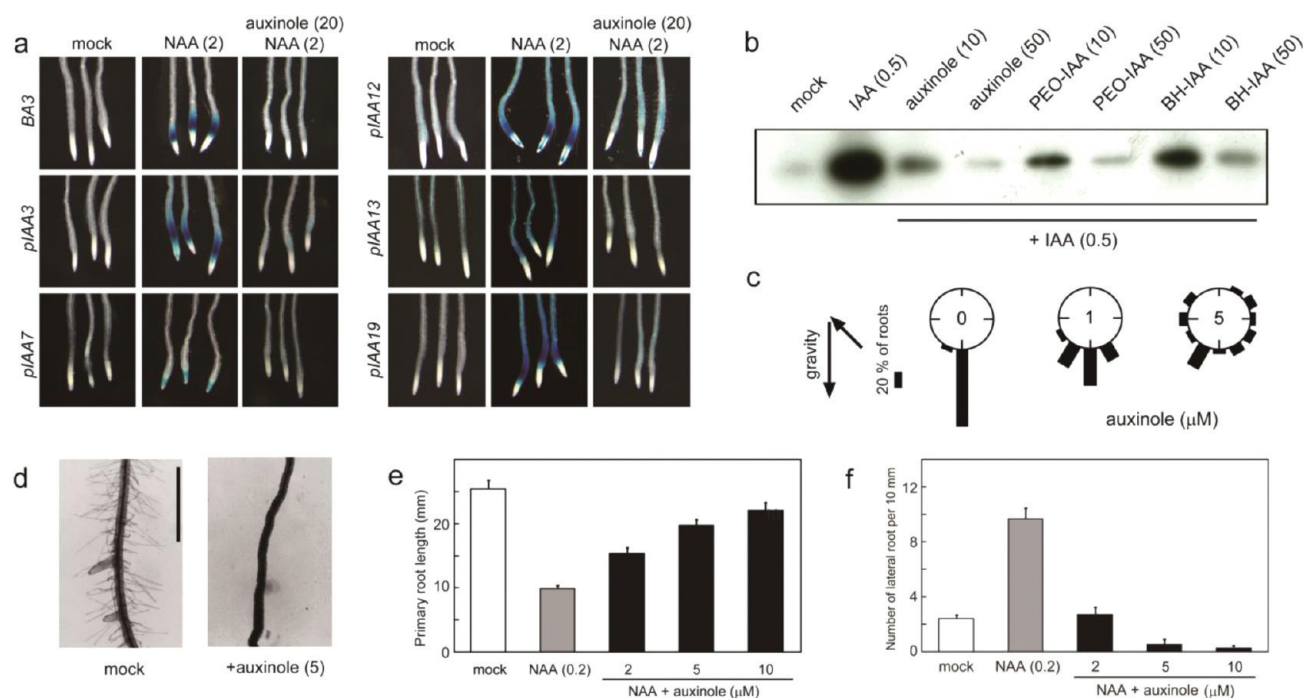 a
mock
NAA (2)
auxinole (20)
NAA (2)
BA3
pIAA3
pIAA7
mock
NAA (2)
auxinole (20)
NAA (2)
pIAA12
pIAA13
pIAA19
b
mock
IAA (0.5)
auxinole (10)
auxinole (50)
PEO-IAA (10)
PEO-IAA (50)
BH-IAA (10)
BH-IAA (50)
+ IAA (0.5)
c
gravity
20 % of roots
0
1
5
auxinole (μM)
d
mock
+auxinole (5)
e
Primary root length (mm)
20
10
0
mock
NAA (0.2)
2
5
10
NAA + auxinole (μM)
f
Number of lateral root per 10 mm
12
8
4
0
mock
NAA (0.2)
2
5
10
NAA + auxinole (μM)